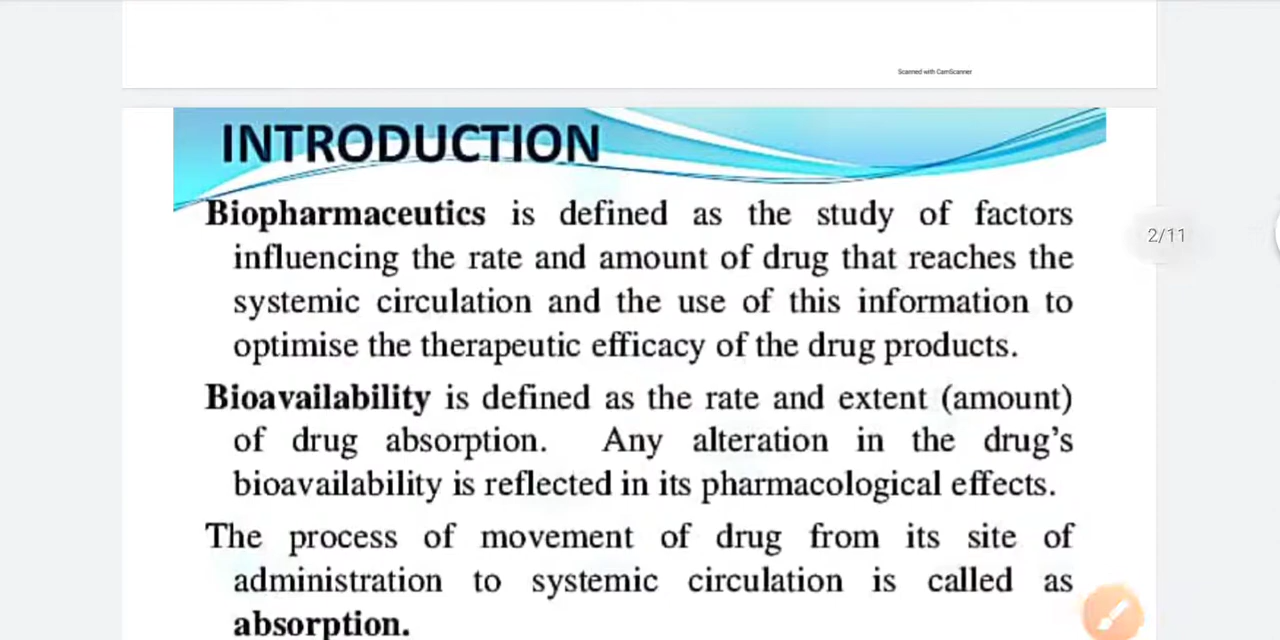 Scanned with CamScanner
INTRODUCTION
2/11
Biopharmaceutics is defined as the study of factors
influencing the rate and amount of drug that reaches the
systemic circulation and the use of this information to
optimise the therapeutic efficacy of the drug products.
Bioavailability is defined as the rate and extent (amount)
of drug absorption. Any alteration in the drug's
bioavailability is reflected in its pharmacological effects.
The process of movement of drug from its site of
administration to systemic circulation is called as
absorption.